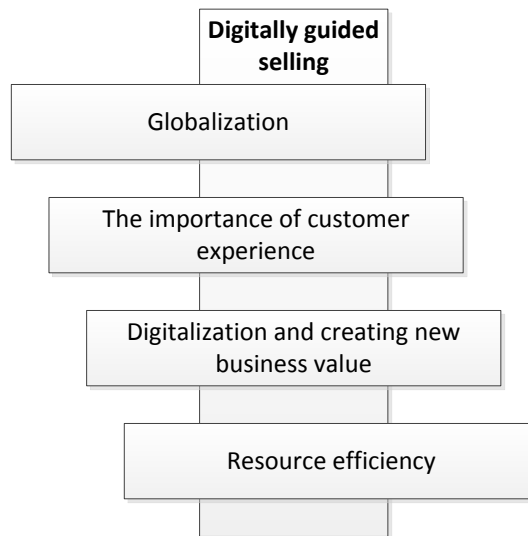 Digitally guided
selling
Globalization
The importance of customer
experience
Digitalization and creating new
business value
Resource efficiency